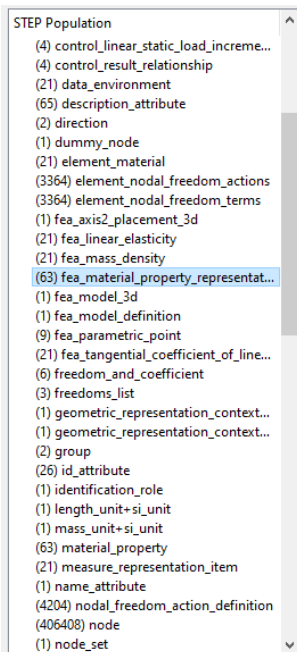 STEP Population
(4) control_linear_static_load_increme...
(4) control_result_relationship
(21) data_environment
(65) description_attribute
(2) direction
(1) dummy_node
(21) element_material
(3364) element_nodal_freedom_actions
(3364) element_nodal_freedom_terms
(1) fea_axis2_placement_3d
(21) fea_linear_elasticity
(21) fea_mass_density
(63) fea_material_property_representat...
(1) fea_model_3d
(1) fea_model_definition
(9) fea_parametric_point
(21) fea_tangential_coefficient_of_line...
(6) freedom_and_coefficient
(3) freedoms_list
(1) geometric_representation_context...
(1) geometric_representation_context...
(2) group
(26) id_attribute
(1) identification_role
(1) length_unit+si_unit
(1) mass_unit+si_unit
(63) material_property
(21) measure_representation_item
(1) name_attribute
(4204) nodal_freedom_action_definition
(406408) node
(1) node_set